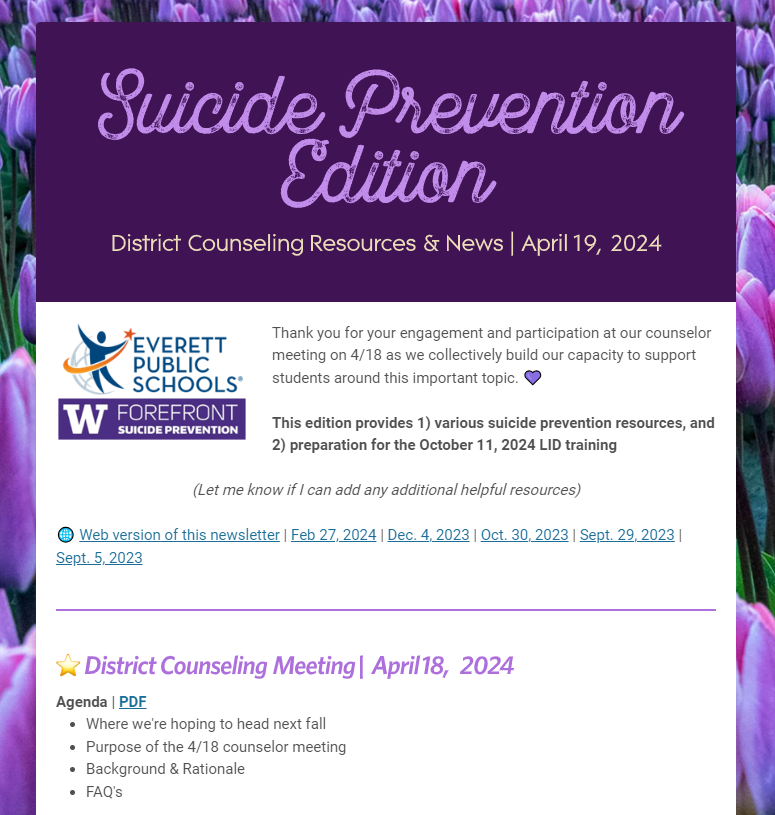 Suicide Prevention
Edition
District Counseling Resources & News | April 19, 2024
EVERETT
PUBLIC
SCHOOLS®
W FOREFRONT
SUICIDE PREVENTION
Thank you for your engagement and participation at our counselor
meeting on 4/18 as we collectively build our capacity to support
students around this important topic. 💜
This edition provides 1) various suicide prevention resources, and
2) preparation for the October 11, 2024 LID training
(Let me know if I can add any additional helpful resources)
🌐 Web version of this newsletter | Feb 27, 2024 | Dec. 4, 2023 | Oct. 30, 2023 | Sept. 29, 2023 |
Sept. 5, 2023
⭐ District Counseling Meeting | April 18, 2024
Agenda | PDF
• Where we're hoping to head next fall
• Purpose of the 4/18 counselor meeting
• Background & Rationale
• FAQ's